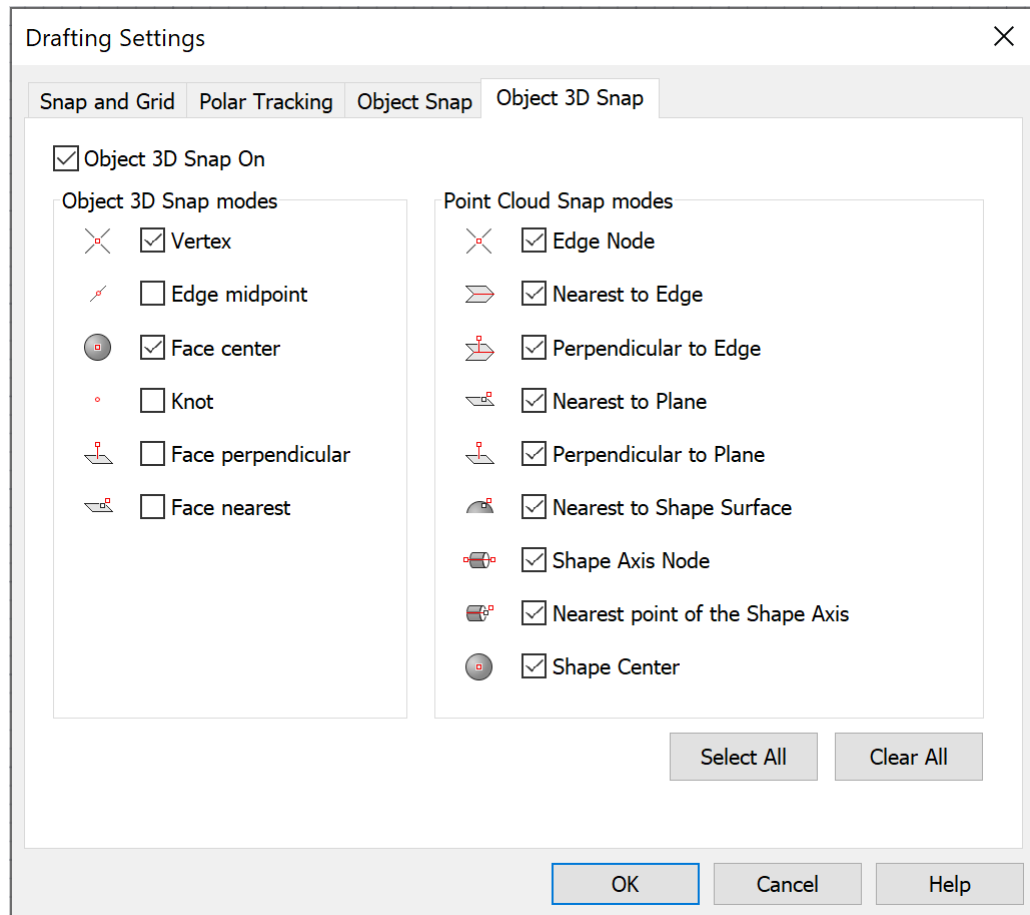 Drafting Settings
Snap and Grid
Polar Tracking
Object Snap
Object 3D Snap
Object 3D Snap On
Object 3D Snap modes
Vertex
Edge midpoint
Face center
Knot
Face perpendicular
Face nearest
Point Cloud Snap modes
Edge Node
Nearest to Edge
Perpendicular to Edge
Nearest to Plane
Perpendicular to Plane
Nearest to Shape Surface
Shape Axis Node
Nearest point of the Shape Axis
Shape Center
Select All
Clear All
OK
Cancel
Help